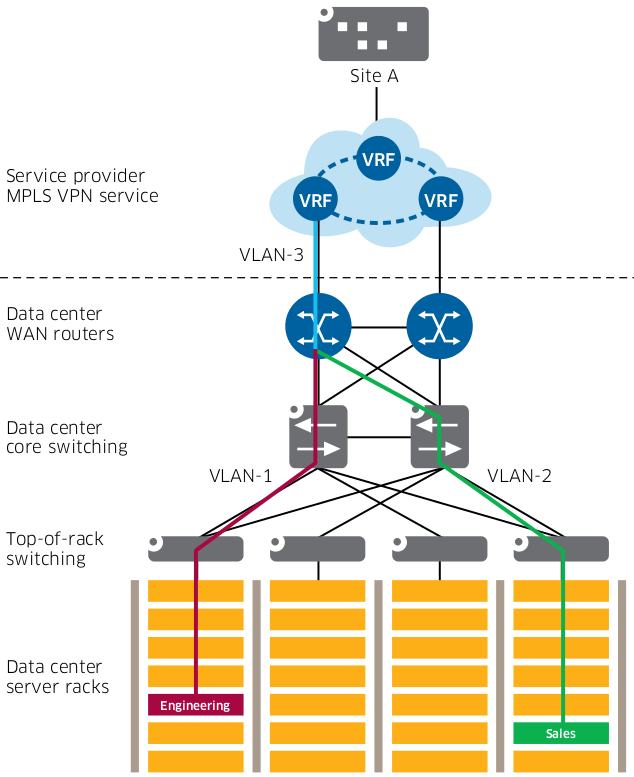 Site A
VRF
Service provider
MPLS VPN service
VRF
VRF
VLAN-3
Data center
WAN routers
Data center
core switching
VLAN-1
VLAN-2
Top-of-rack
switching
Data center
server racks
Engineering
Sales